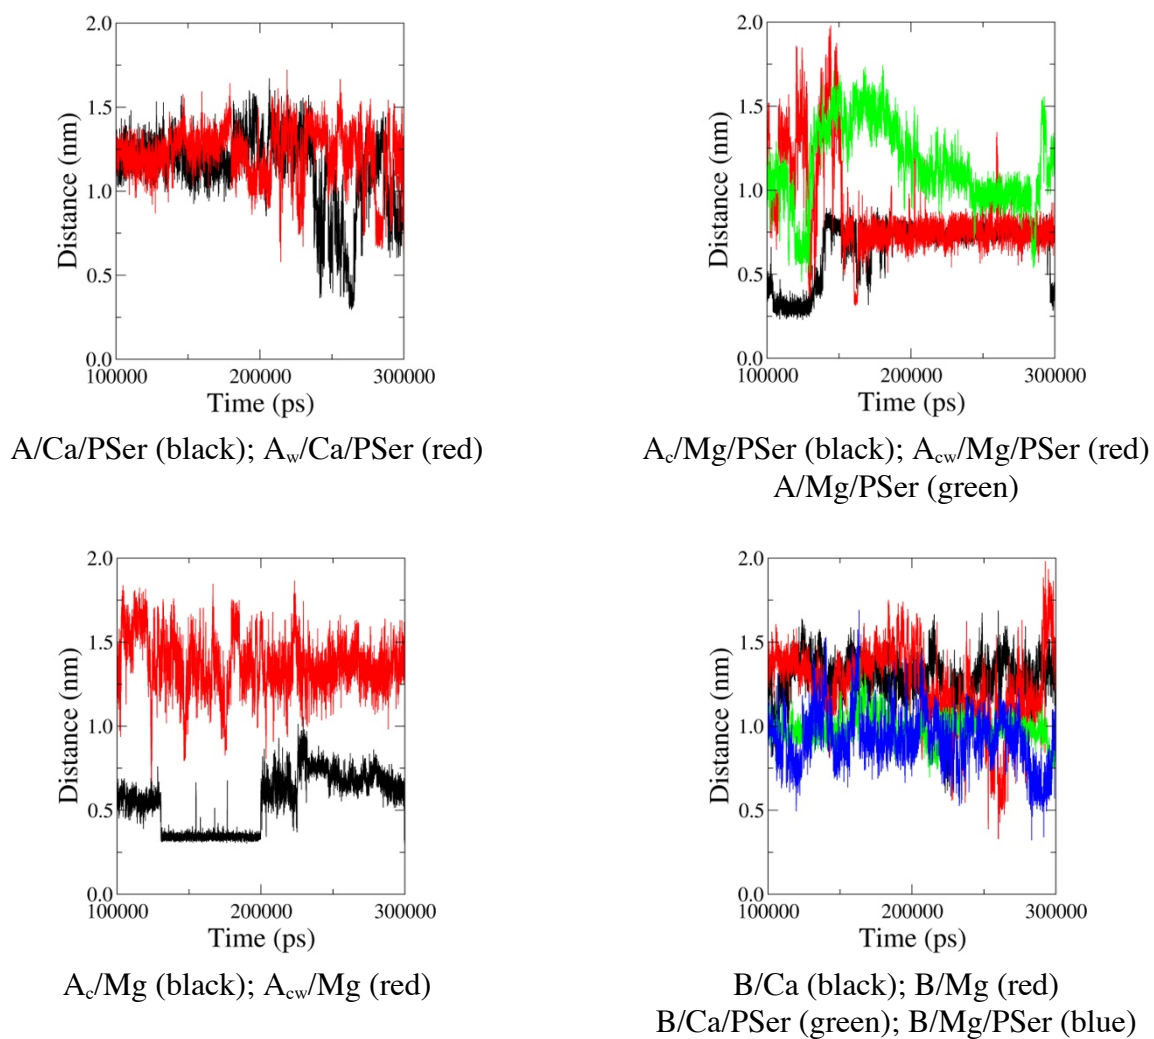 2.0
1.5
1.0
0.5
0.0
Distance (nm)
100000 200000 300000
Time (ps)
A/Ca/PSer (black); Aw/Ca/PSer (red)
2.0
1.5
1.0
0.5
0.0
Distance (nm)
100000 200000 300000
Time (ps)
Ac/Mg/PSer (black); Acw/Mg/PSer (red)
A/Mg/PSer (green)
2.0
1.5
1.0
0.5
0.0
Distance (nm)
100000 200000 300000
Time (ps)
Ac/Mg (black); Acw/Mg (red)
2.0
1.5
1.0
0.5
0.0
Distance (nm)
100000 200000 300000
Time (ps)
B/Ca (black); B/Mg (red)
B/Ca/PSer (green); B/Mg/PSer (blue)